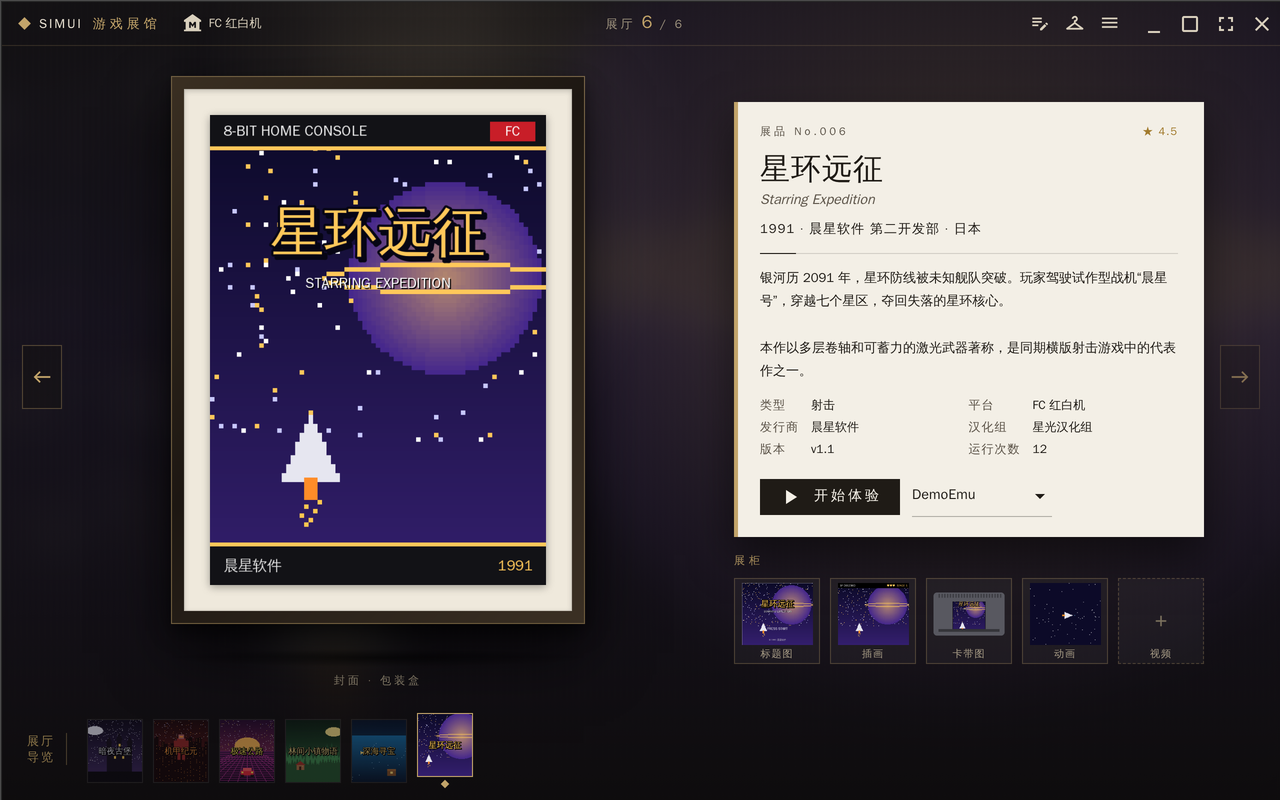 SIMUI 游戏展馆
FC 红白机
展厅 6 / 6
8-BIT HOME CONSOLE
FC
星环远征
STARRING EXPEDITION
晨星软件
1991
封面 · 包装盒
展品 No.006
★ 4.5
星环远征
Starring Expedition
1991 · 晨星软件 第二开发部 · 日本
银河历 2091 年，星环防线被未知舰队突破。玩家驾驶试作型战机“晨星
号”，穿越七个星区，夺回失落的星环核心。
本作以多层卷轴和可蓄力的激光武器著称，是同期横版射击游戏中的代表
作之一。
类型 射击
平台 FC 红白机
发行商 晨星软件
汉化组 星光汉化组
版本 v1.1
运行次数 12
开始体验
DemoEmu
展柜
星环远征
标题图
插画
星环远征
卡带图
动画
+
视频
展厅
导览
暗夜古堡
机甲纪元
极速公路
林间小镇物语
深海寻宝
星环远征